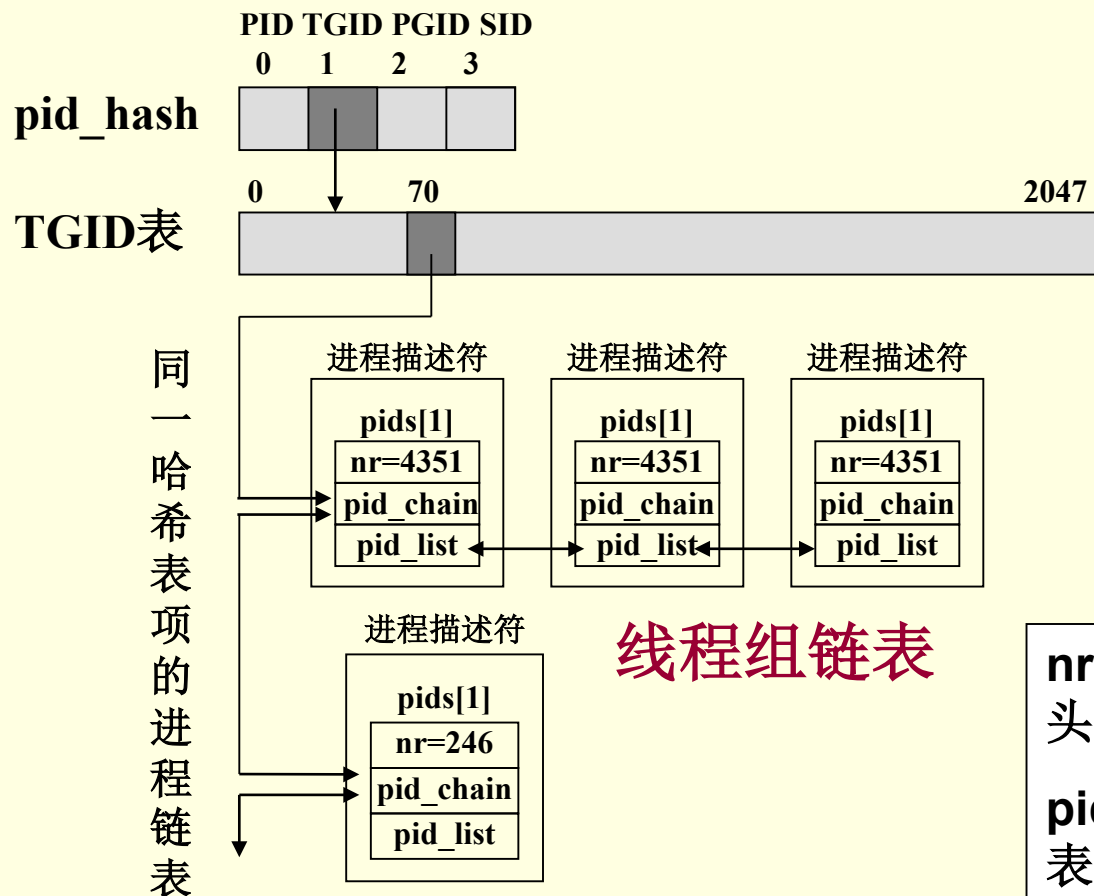 PID TGID PGID SID
0 1 2 3
pid_hash
0 70 2047
TGID表
同一哈希表项的进程链表
进程描述符 进程描述符 进程描述符
pids[1] pids[1] pids[1]
nr=4351 nr=4351 nr=4351
pid_chain pid_chain pid_chain
pid_list pid_list pid_list
进程描述符
pids[1]
nr=246
pid_chain
pid_list
线程组链表
nr
头
pid
表